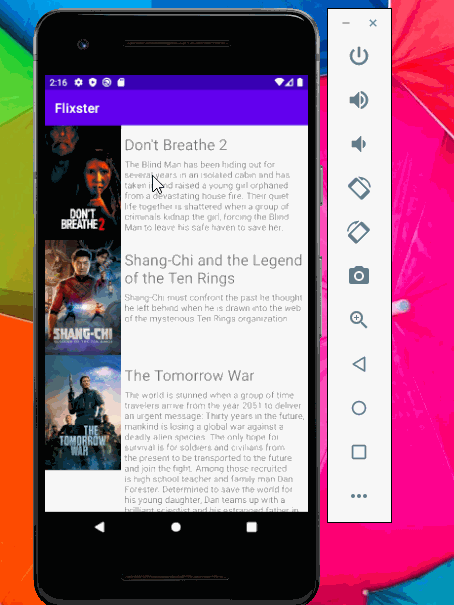 2:16
Flixster
DON'T
BREATHE 2
Don't Breathe 2
The Blind Man has been hiding out for
several years in an isolated cabin and has
taken in and raised a young girl orphaned
from a devastating house fire. Their quiet
life together is shattered when a group of
criminals kidnap the girl, forcing the Blind
Man to leave his safe haven to save her.
SHANG-CHI
Shang-Chi and the Legend
of the Ten Rings
Shang-Chi must confront the past he thought
he left behind when he is drawn into the web
of the mysterious Ten Rings organization.
THE
TOMORROW
WAR
The Tomorrow War
The world is stunned when a group of time
travelers arrive from the year 2051 to deliver
an urgent message: Thirty years in the future,
mankind is losing a global war against a
deadly alien species. The only hope for
survival is for soldiers and civilians from
the present to be transported to the future
and join the fight. Among those recruited
is high school teacher and family man Dan
Forester. Determined to save the world for
his young daughter, Dan teams up with a
brilliant scientist and his estranged father in